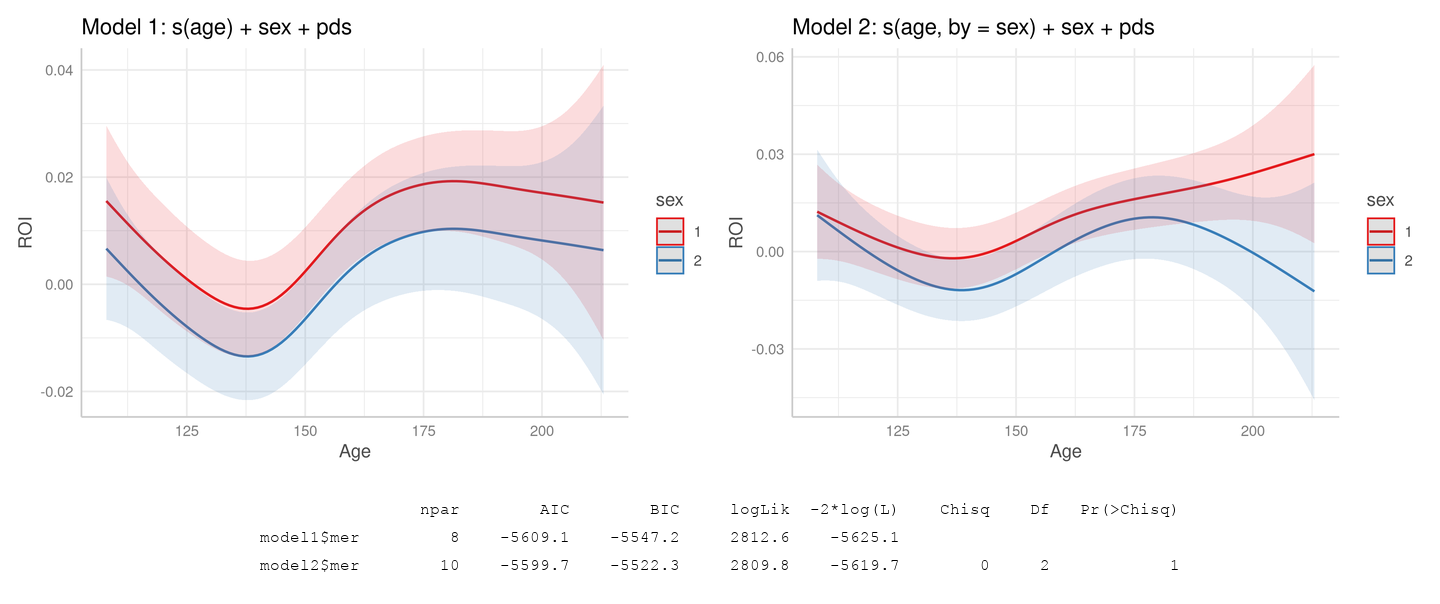 Model 1: s(age) + sex + pds
0.04
0.02
0.00
-0.02
ROI
125 150 175 200
Age
sex
1
2
Model 2: s(age, by = sex) + sex + pds
0.06
0.03
0.00
-0.03
ROI
125 150 175 200
Age
sex
1
2
npar AIC BIC logLik -2*log(L) Chisq Df Pr(>Chisq)
model1$mer 8 -5609.1 -5547.2 2812.6 -5625.1
model2$mer 10 -5599.7 -5522.3 2809.8 -5619.7 0 2 1